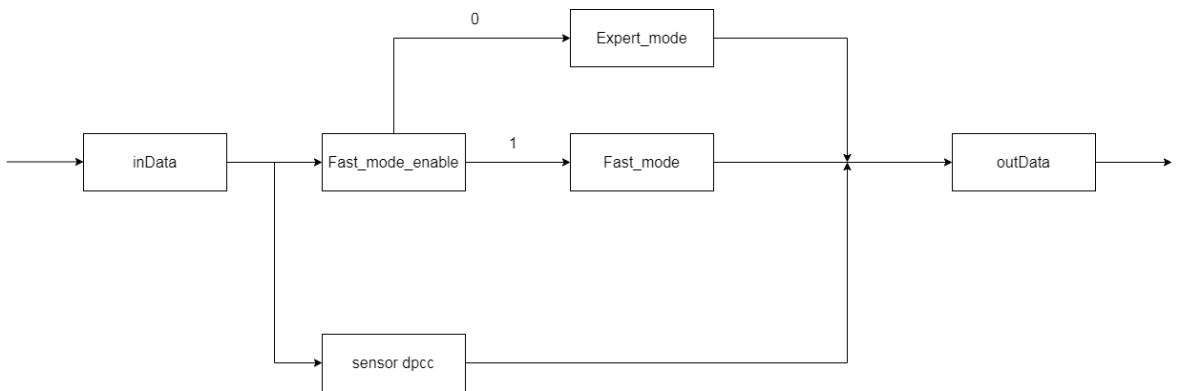 0
Expert_mode
inData
Fast_mode_enable
1
Fast_mode
outData
sensor dpcc